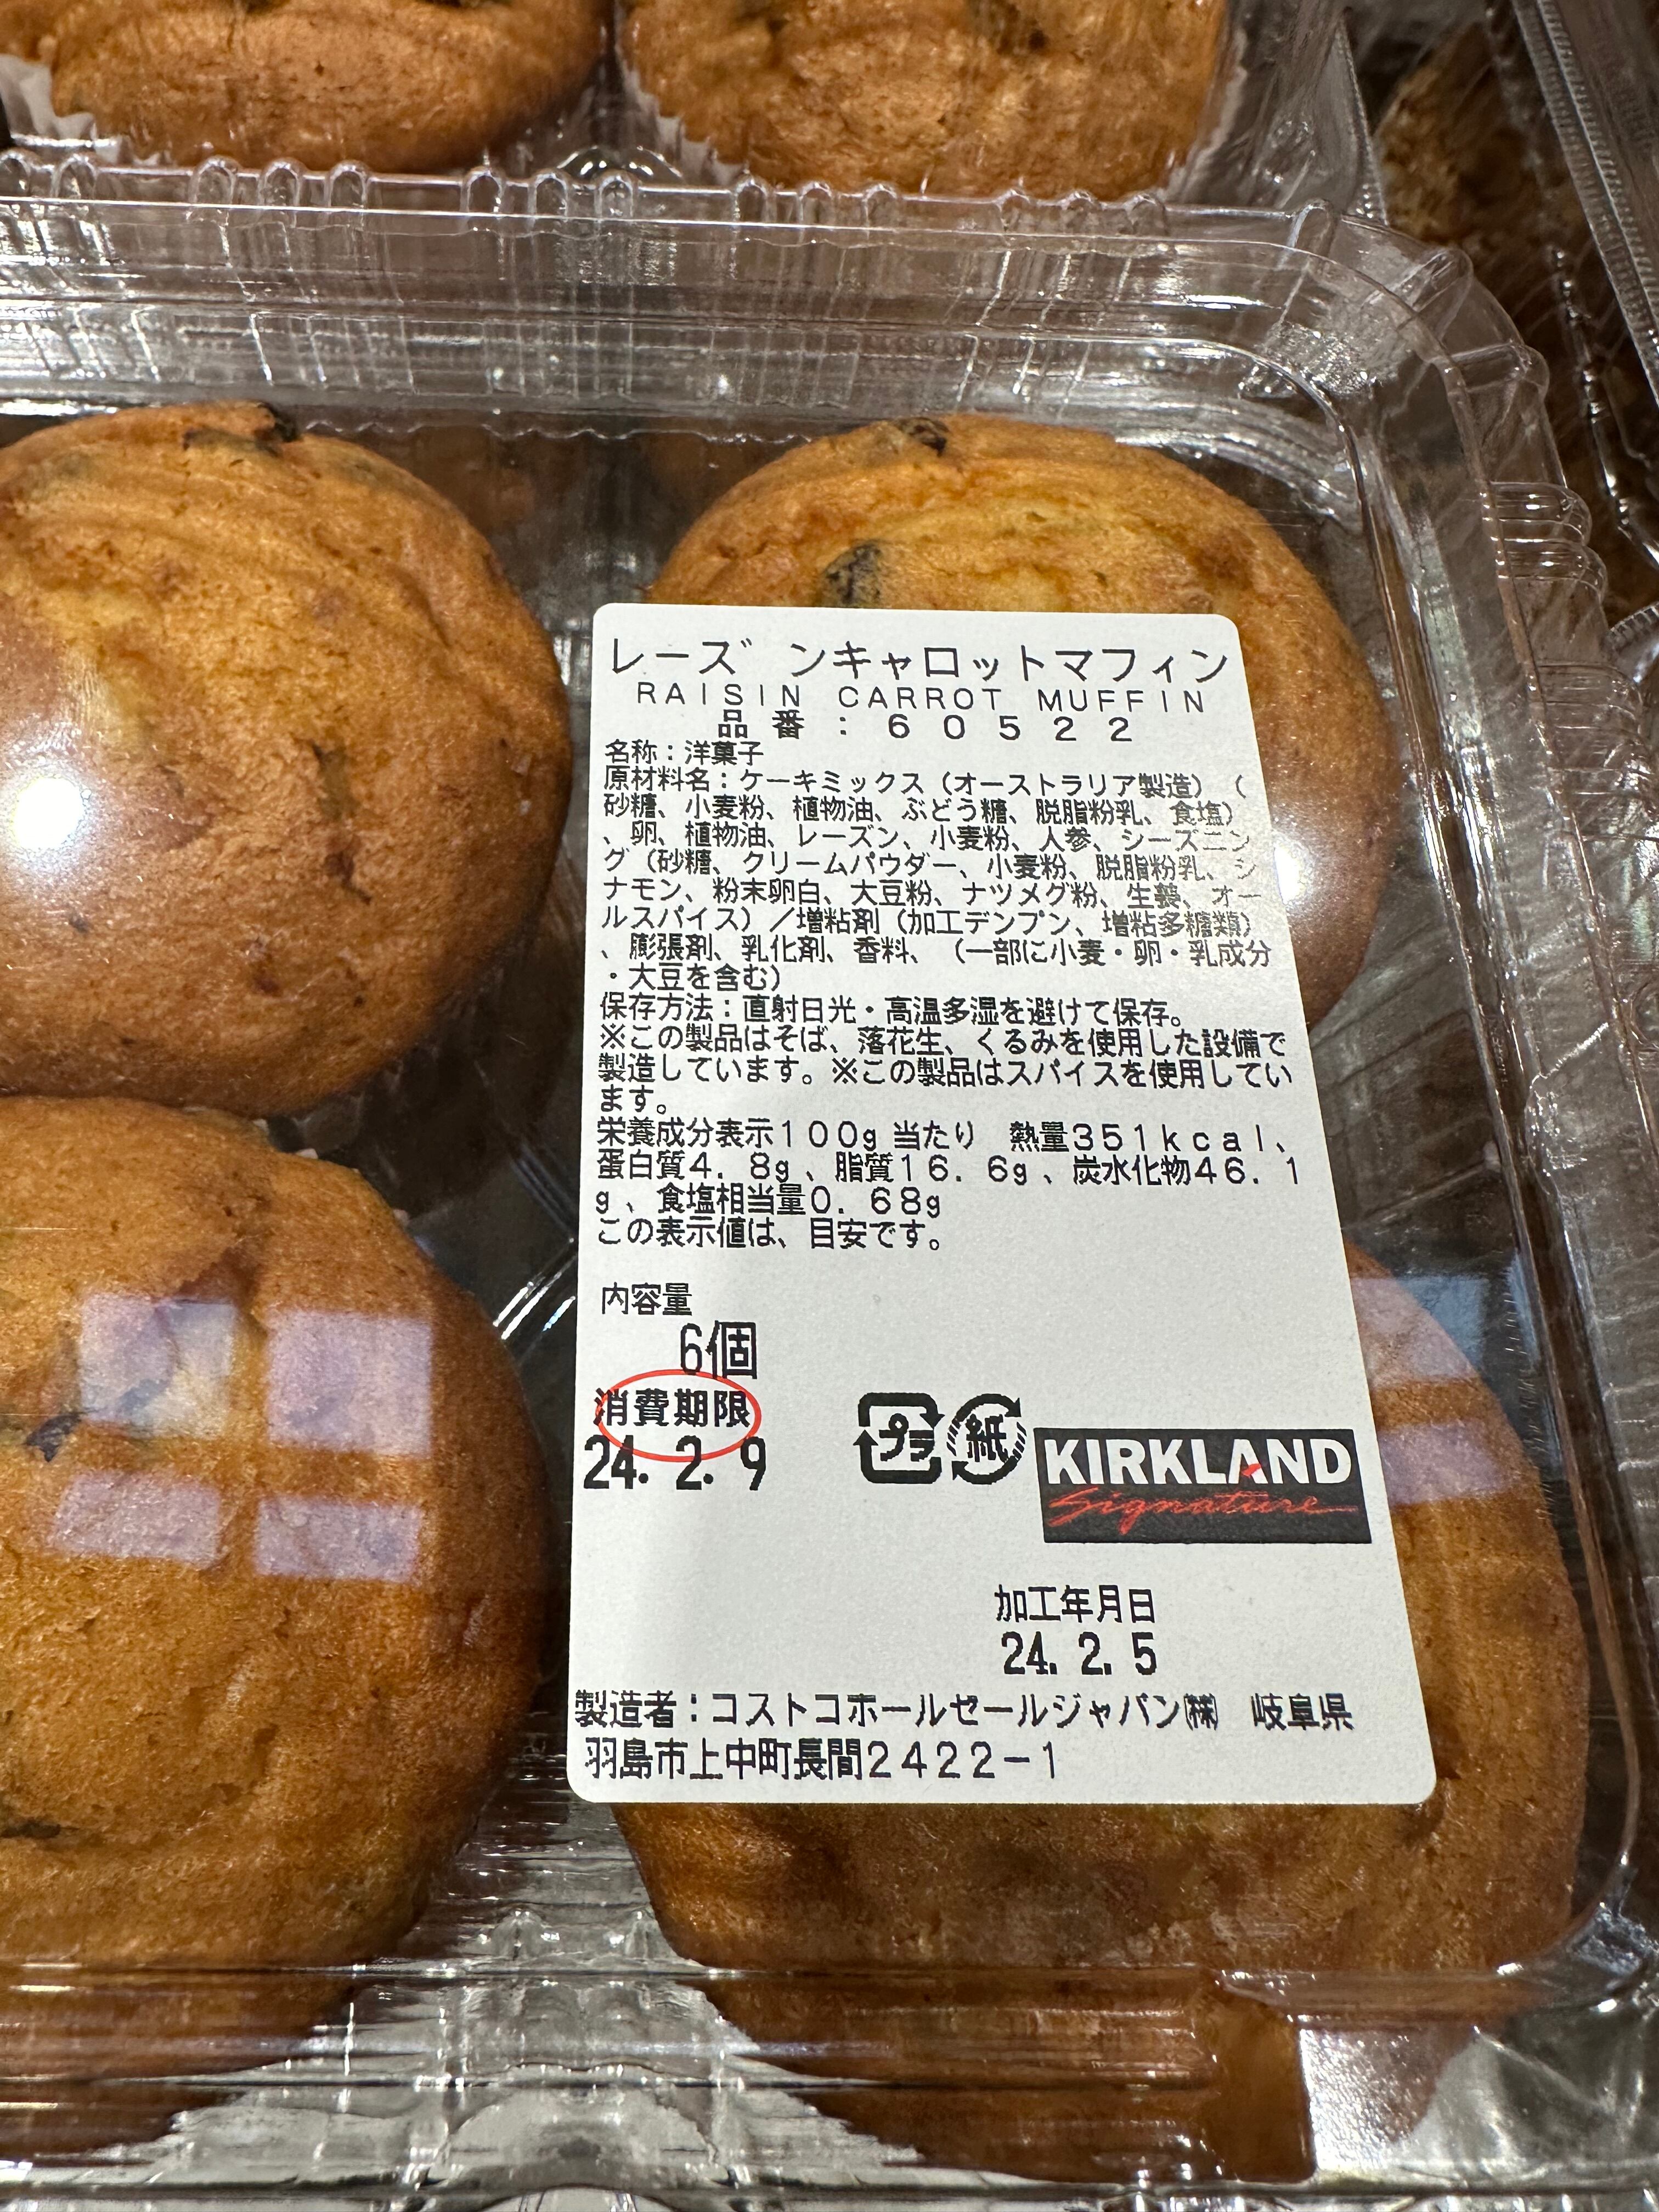 レーズンキャロットマフィン
RAISIN CARROT MUFFIN
品番:60522
名称:洋菓子
原材料名:ケーキミックス(オーストラリア製造)(
砂糖、小麦粉、植物油、ぶどう糖、脱脂粉乳、食塩)
、卵、植物油、レーズン、小麦粉、人参、シーズニン
グ(砂糖、クリームパウダー、小麦粉、脱脂粉乳、シ
ナモン、粉末卵白、大豆粉、ナツメグ粉、生姜、オー
ルスパイス)/増粘剤(加工デンプン、増粘多糖類)
、膨張剤、乳化剤、香料、(一部に小麦・卵・乳成分
・大豆を含む)
保存方法:直射日光・高温多湿を避けて保存。
※この製品はそば、落花生、くるみを使用した設備で
製造しています。※この製品はスパイスを使用してい
ます。
栄養成分表示100g当たり 熱量351kcal、
蛋白質4.8g、脂質16.6g、炭水化物46.1
g、食塩相当量0.68g
この表示値は、目安です。
内容量
6個
消費期限
24.2.9
プラ 紙
KIRKLAND
Signature
加工年月日
24.2.5
製造者:コストコホールセールジャパン㈱ 岐阜県
羽島市上中町長間2422-1